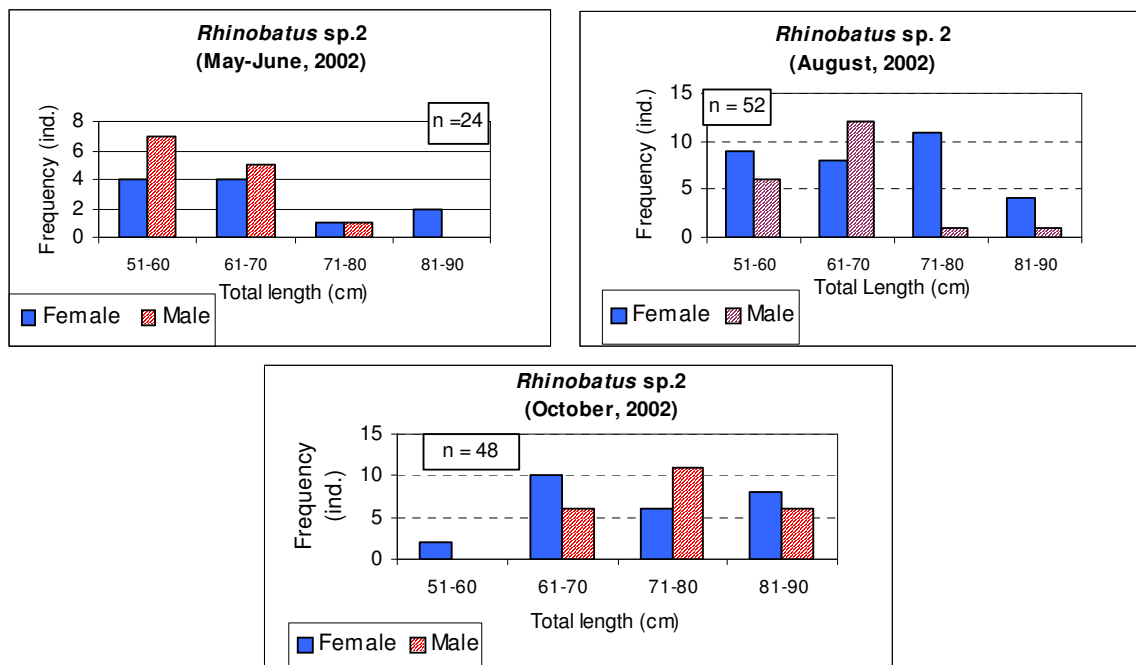 Rhinobatus sp.2
(May-June, 2002)
n =24
Frequency (ind.)
8
6
4
2
0
51-60 61-70 71-80 81-90
Total length (cm)
Female Male
Rhinobatus sp. 2
(August, 2002)
n = 52
Frequency (ind.)
15
10
5
0
51-60 61-70 71-80 81-90
Total Length (cm)
Female Male
Rhinobatus sp.2
(October, 2002)
n = 48
Frequency
(ind.)
15
10
5
0
51-60 61-70 71-80 81-90
Total length (cm)
Female Male